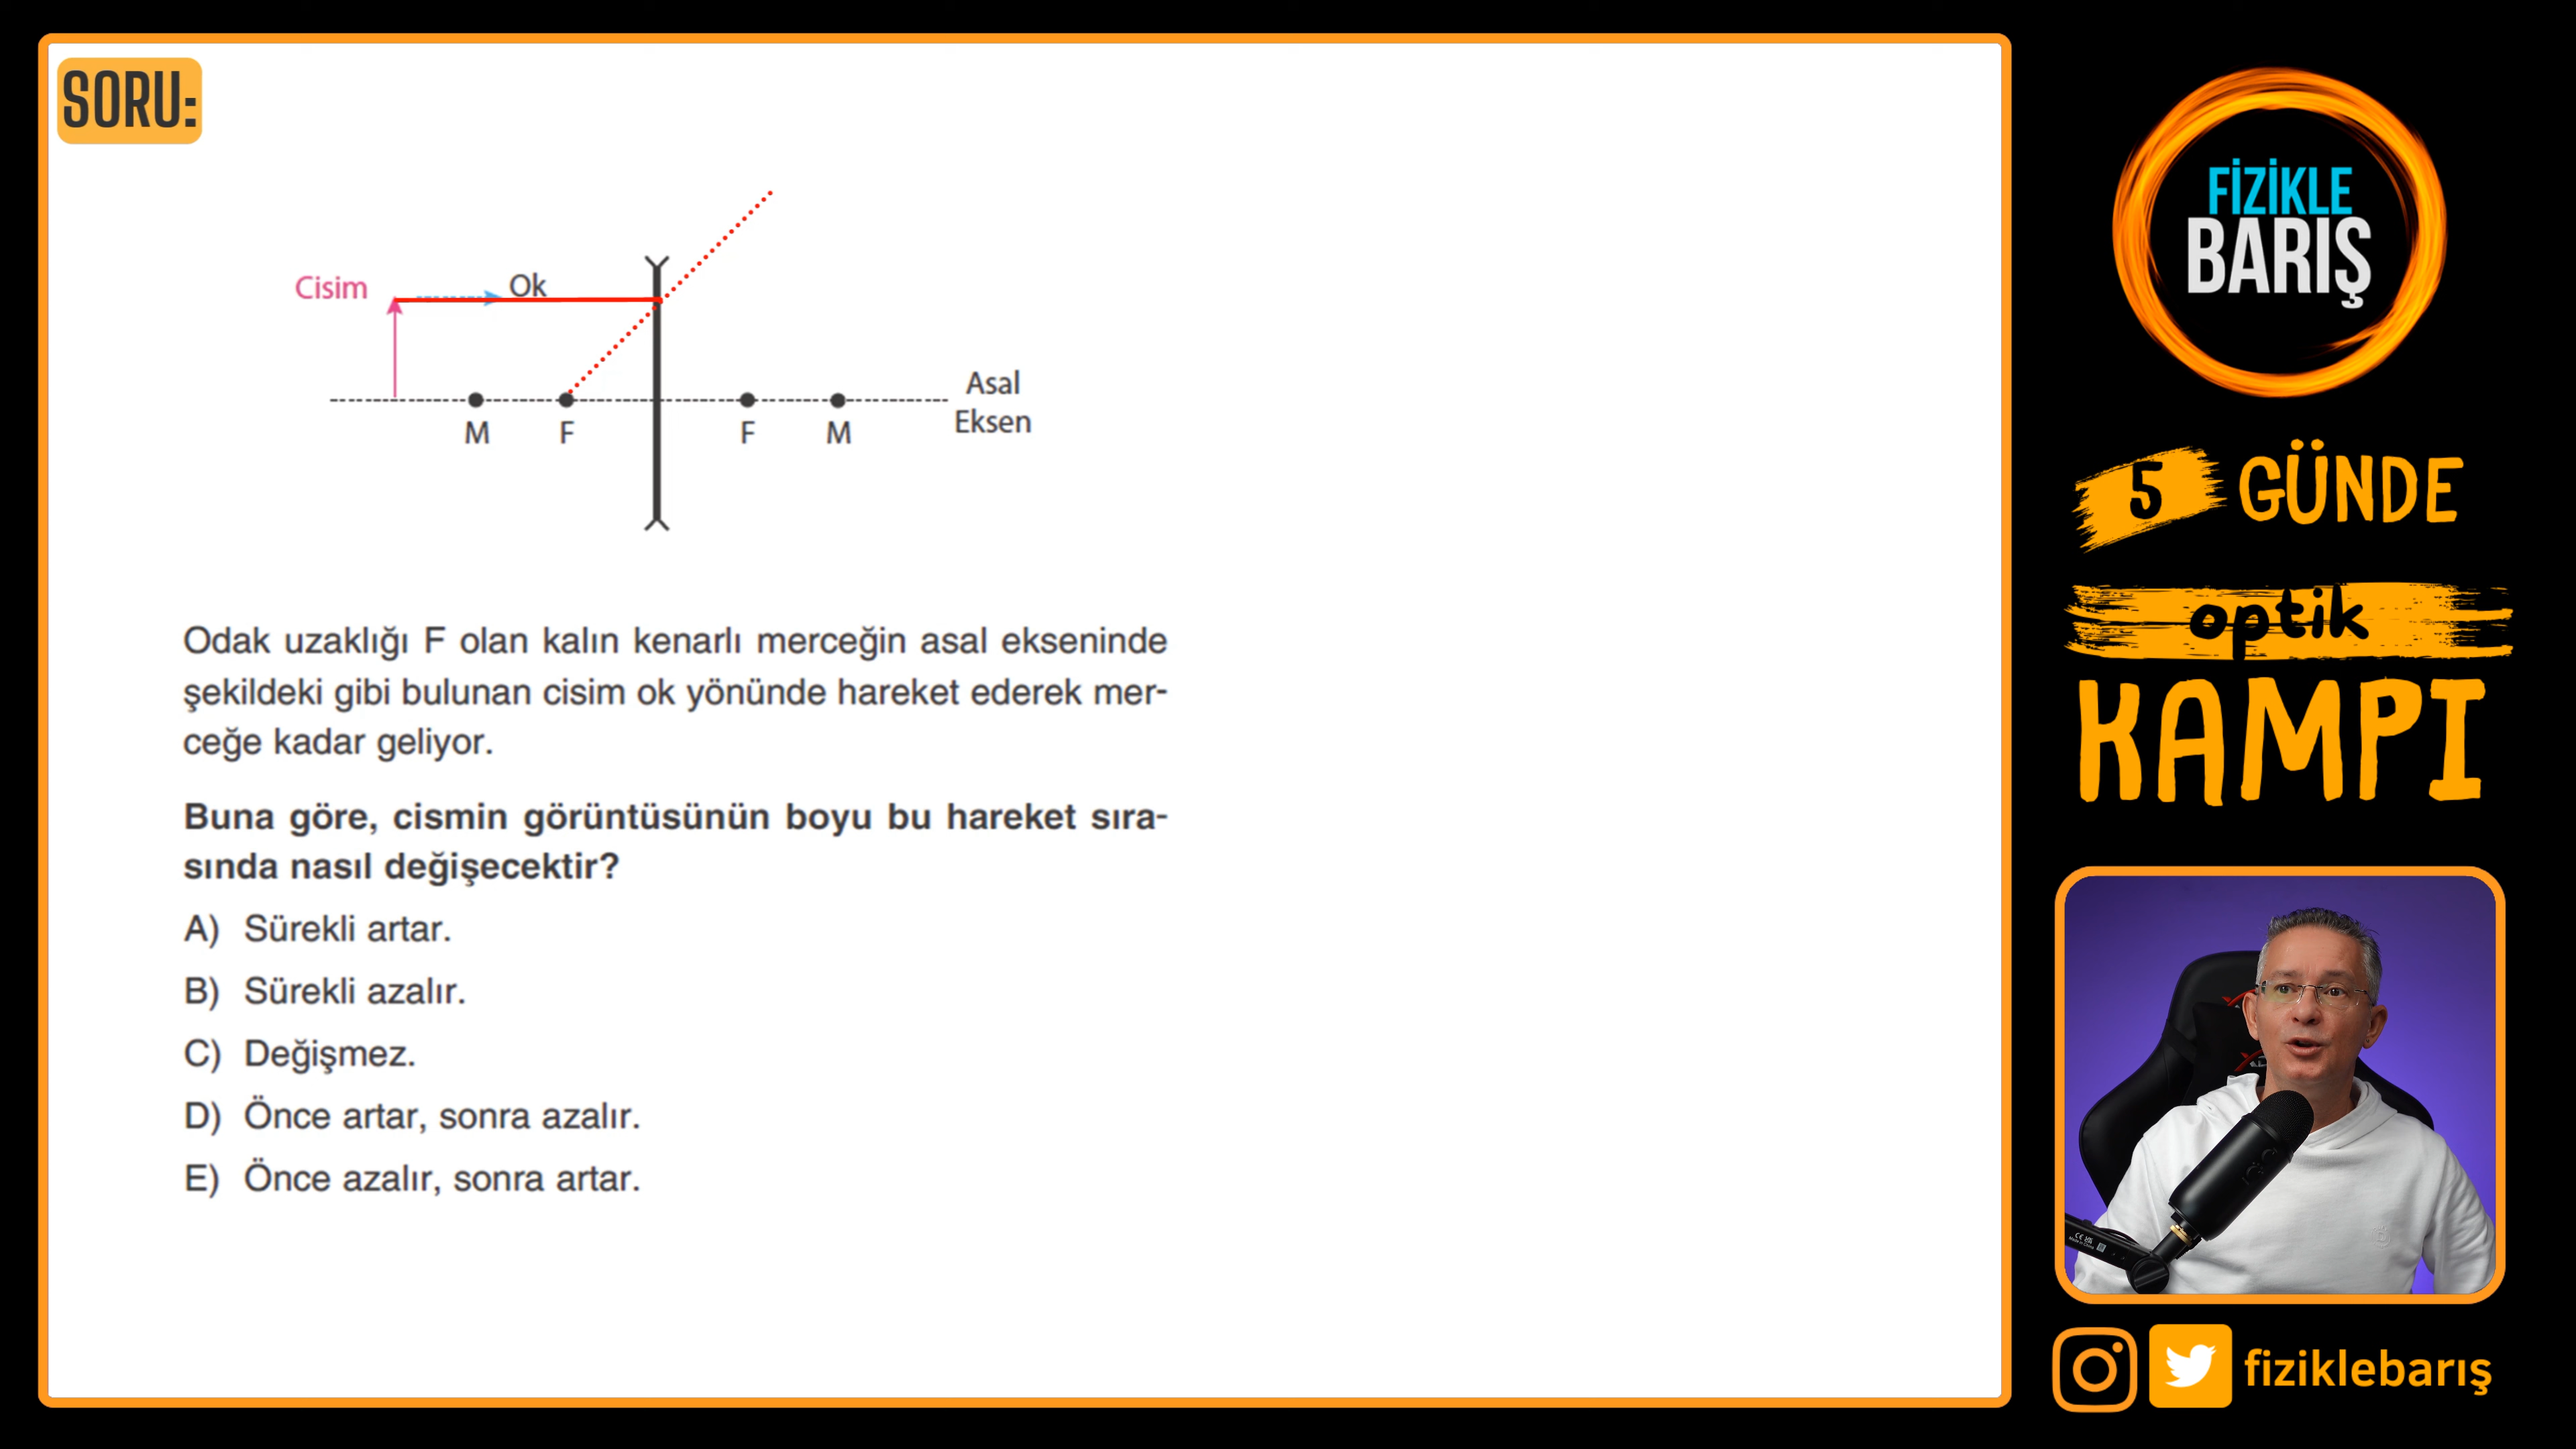 SORU:
Cisim
Ok
Asal
Eksen
M
F
F
M
Odak uzaklığı F olan kalın kenarlı merceğin asal ekseninde
şekildeki gibi bulunan cisim ok yönünde hareket ederek mer-
ceğe kadar geliyor.
Buna göre, cismin görüntüsünün boyu bu hareket sıra-
sında nasıl değişecektir?
A) Sürekli artar.
B) Sürekli azalır.
C) Değişmez.
D) Önce artar, sonra azalır.
E) Önce azalır, sonra artar.
FİZİKLE
BARIŞ
5 GÜNDE
optik
KAMPI
fiziklebarış